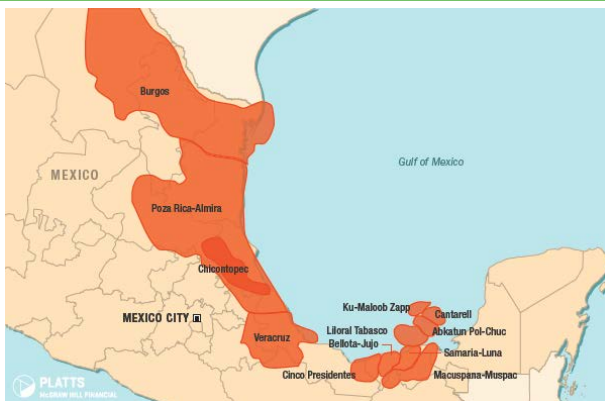 Burgos
Gulf of Mexico
MEXICO
Poza Rica-Almira
Chicontopec
Ku-Maloob Zapp
Cantarell
MEXICO CITY
Liloral Tabasco
Abkatun Pol-Chuc
Veracruz
Bellota-Jujo
Samaria-Luna
Cinco Presidentes
Macuspana-Muspac
PLATTS
McGRAW HILL FINANCIAL